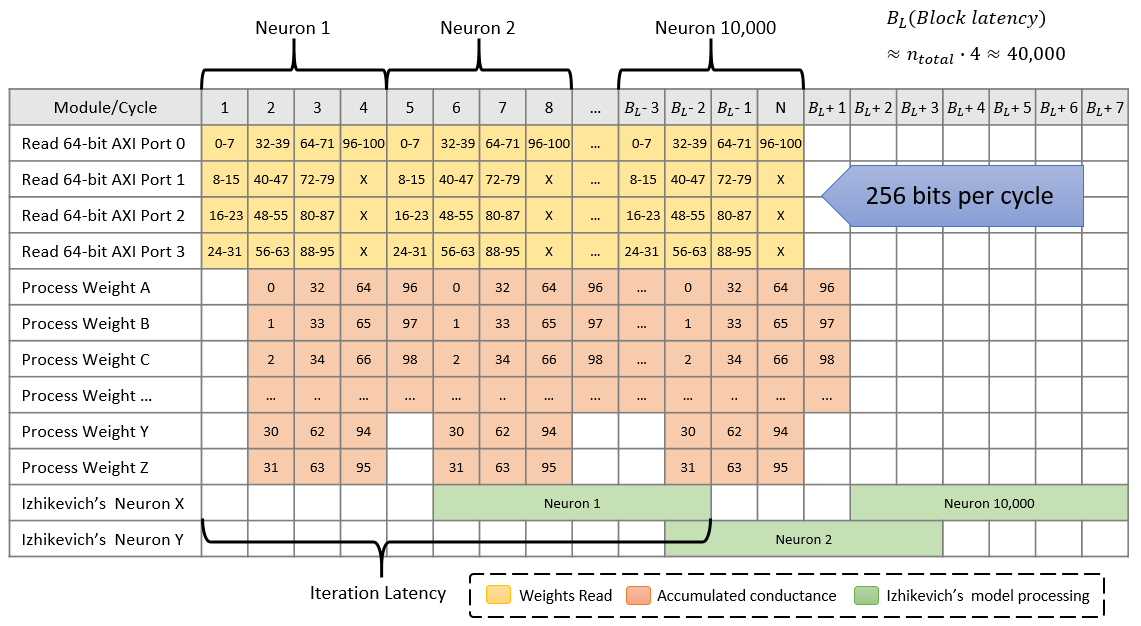 Neuron 1 Neuron 2 Neuron 10,000 B_L(Block latency)
≈ n_total · 4 ≈ 40,000
Module/Cycle 1 2 3 4 5 6 7 8 ... B_L- 3 B_L- 2 B_L- 1 N B_L+ 1 B_L+ 2 B_L+ 3 B_L+ 4 B_L+ 5 B_L+ 6 B_L+ 7
Read 64-bit AXI Port 0 0-7 32-39 64-71 96-100 0-7 32-39 64-71 96-100 ... 0-7 32-39 64-71 96-100
Read 64-bit AXI Port 1 8-15 40-47 72-79 X 8-15 40-47 72-79 X ... 8-15 40-47 72-79 X
256 bits per cycle
Read 64-bit AXI Port 2 16-23 48-55 80-87 X 16-23 48-55 80-87 X ... 16-23 48-55 80-87 X
Read 64-bit AXI Port 3 24-31 56-63 88-95 X 24-31 56-63 88-95 X ... 24-31 56-63 88-95 X
Process Weight A 0 32 64 96 0 32 64 96 ... 0 32 64 96
Process Weight B 1 33 65 97 1 33 65 97 ... 1 33 65 97
Process Weight C 2 34 66 98 2 34 66 98 ... 2 34 66 98
Process Weight ... ... .. ... ... ... .. ... ... ... ... .. ... ...
Process Weight Y 30 62 94 30 62 94 30 62 94
Process Weight Z 31 63 95 31 63 95 31 63 95
Izhikevich's Neuron X Neuron 1 Neuron 10,000
Izhikevich's Neuron Y Neuron 2
Iteration Latency
Weights Read Accumulated conductance Izhikevich's model processing